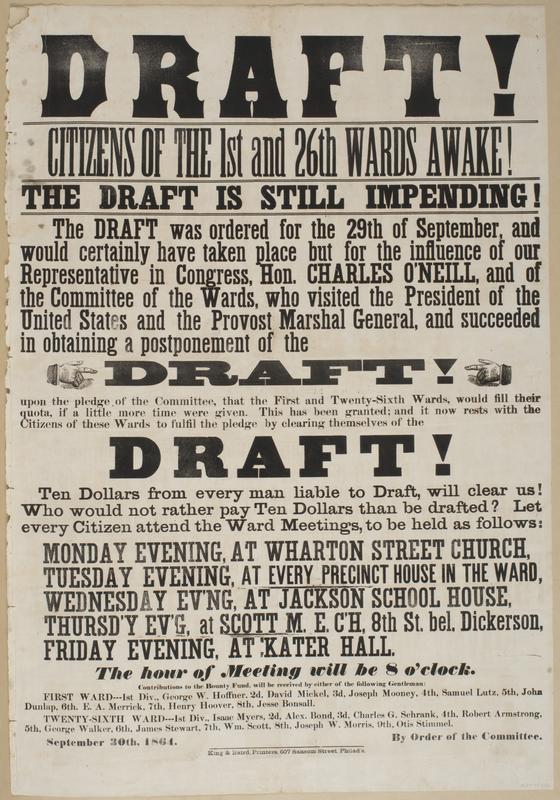 DRAFT!
CITIZENS OF THE 1st and 26th WARDS AWAKE!
THE DRAFT IS STILL IMPENDING!
The DRAFT was ordered for the 29th of September, and
would certainly have taken place but for the influence of our
Representative in Congress, Hon. CHARLES O'NEILL, and of
the Committee of the Wards, who visited the President of the
United States and the Provost Marshal General, and succeeded
in obtaining a postponement of the
DRAFT!
upon the pledge of the Committee, that the First and Twenty-Sixth Wards, would fill their
quota, if a little more time were given. This has been granted; and it now rests with the
Citizens of these Wards to fulfil the pledge by clearing themselves of the
DRAFT!
Ten Dollars from every man liable to Draft, will clear us!
Who would not rather pay Ten Dollars than be drafted? Let
every Citizen attend the Ward Meetings, to be held as follows:
MONDAY EVENING, AT WHARTON STREET CHURCH,
TUESDAY EVENING, AT EVERY PRECINCT HOUSE IN THE WARD,
WEDNESDAY EV'NG, AT JACKSON SCHOOL HOUSE,
THURSD'Y EV'G, at SCOTT M. E. C'H, 8th St. bel. Dickerson,
FRIDAY EVENING, AT KATER HALL.
The hour of Meeting will be 8 o'clock.
Contributions to the Bounty Fund, will be received by either of the following Gentlemen:
FIRST WARD---1st Div., George W. Hoffner, 2d. David Mickel, 3d, Joseph Mooney, 4th, Samuel Lutz, 5th, John
Dunlap, 6th. E. A. Merrick, 7th, Henry Hoover, 8th, Jesse Bonsall.
TWENTY-SIXTH WARD---1st Div., Isaac Myers, 2d, Alex. Bond, 3d, Charles G. Schrank, 4th, Robert Armstrong,
5th, George Walker, 6th, James Stewart, 7th, Wm. Scott, 8th, Joseph W. Morris, 9th, Otis Stimmel.
September 30th, 1864. By Order of the Committee.
King & Baird, Printers, 607 Sansom Street, Philad'a.